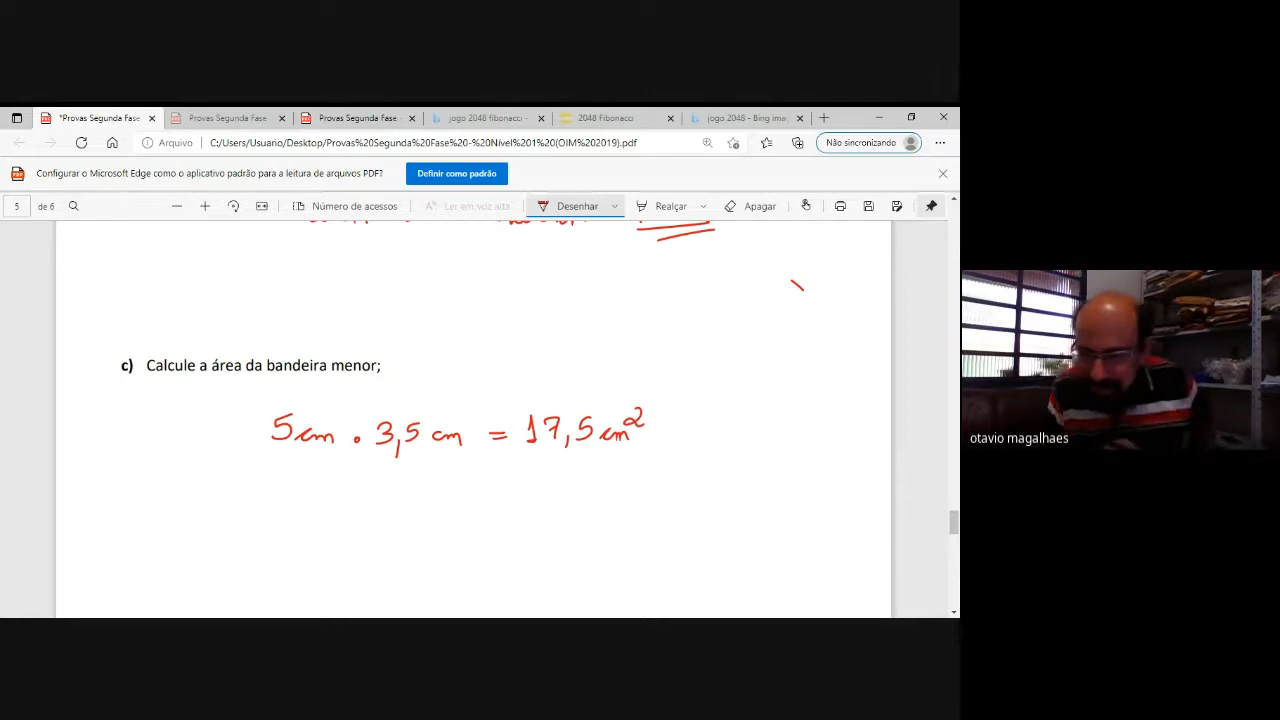 *Provas Segunda Fase
Provas Segunda Fase
Provas Segunda Fase -
jogo 2048 fibonacci -
2048 Fibonacci
jogo 2048 - Bing ima
Arquivo
C:/Users/Usuario/Desktop/Provas%20Segunda%20Fase%20-%20Nível%201%20(OIM%202019).pdf
Não sincronizando
Configurar o Microsoft Edge como o aplicativo padrão para a leitura de arquivos PDF?
Definir como padrão
5 de 6
Número de acessos
Ler em voz alta
Desenhar
Realçar
Apagar
c) Calcule a área da bandeira menor;
5cm . 3,5 cm = 17,5 cm²
otavio magalhaes